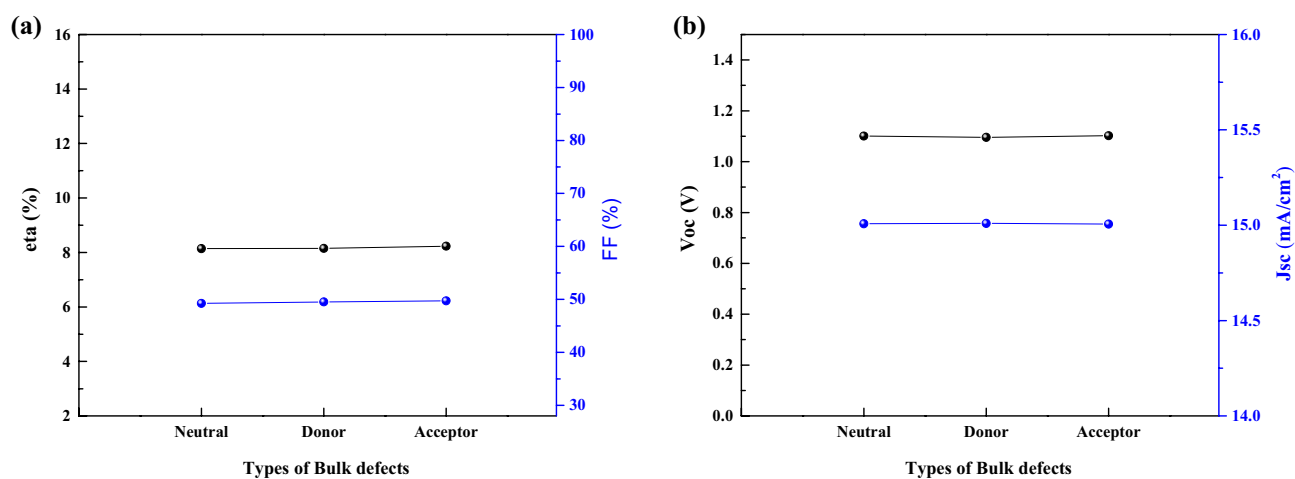 (a)
16
14
12
10
8
6
4
2
eta (%)
100
90
80
70
60
50
40
30
FF (%)
Neutral Donor Acceptor
Types of Bulk defects
(b)
1.4
1.2
1.0
0.8
0.6
0.4
0.2
0.0
Voc (V)
16.0
15.5
15.0
14.5
14.0
Jsc (mA/cm²)
Neutral Donor Acceptor
Types of Bulk defects